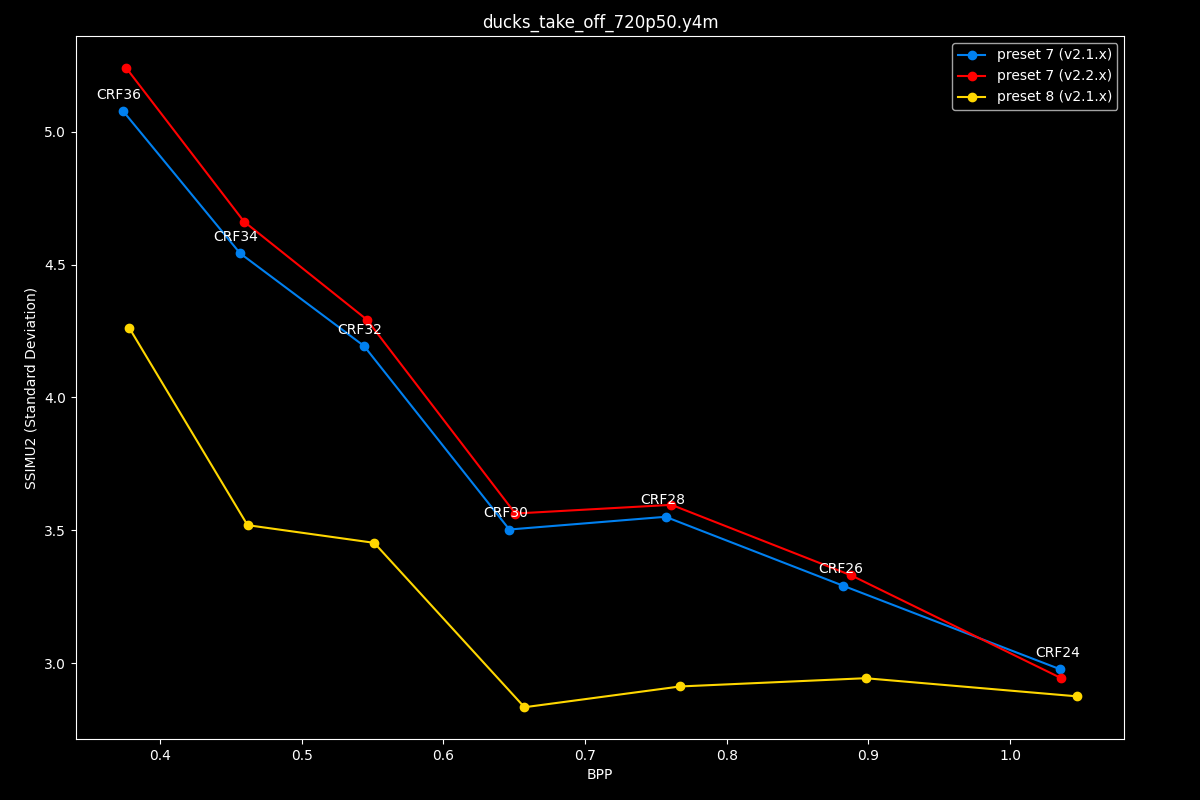 ducks_take_off_720p50.y4m
preset 7 (v2.1.x)
preset 7 (v2.2.x)
preset 8 (v2.1.x)
CRF36
CRF34
CRF32
CRF30
CRF28
CRF26
CRF24
5.0
4.5
4.0
3.5
3.0
SSIMU2 (Standard Deviation)
0.4
0.5
0.6
0.7
0.8
0.9
1.0
BPP